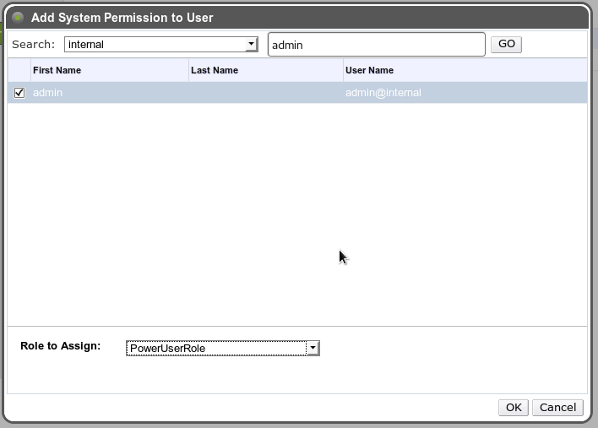 Add System Permission to User
Search: internal admin GO
First Name Last Name User Name
admin admin@internal
Role to Assign: PowerUserRole
OK Cancel